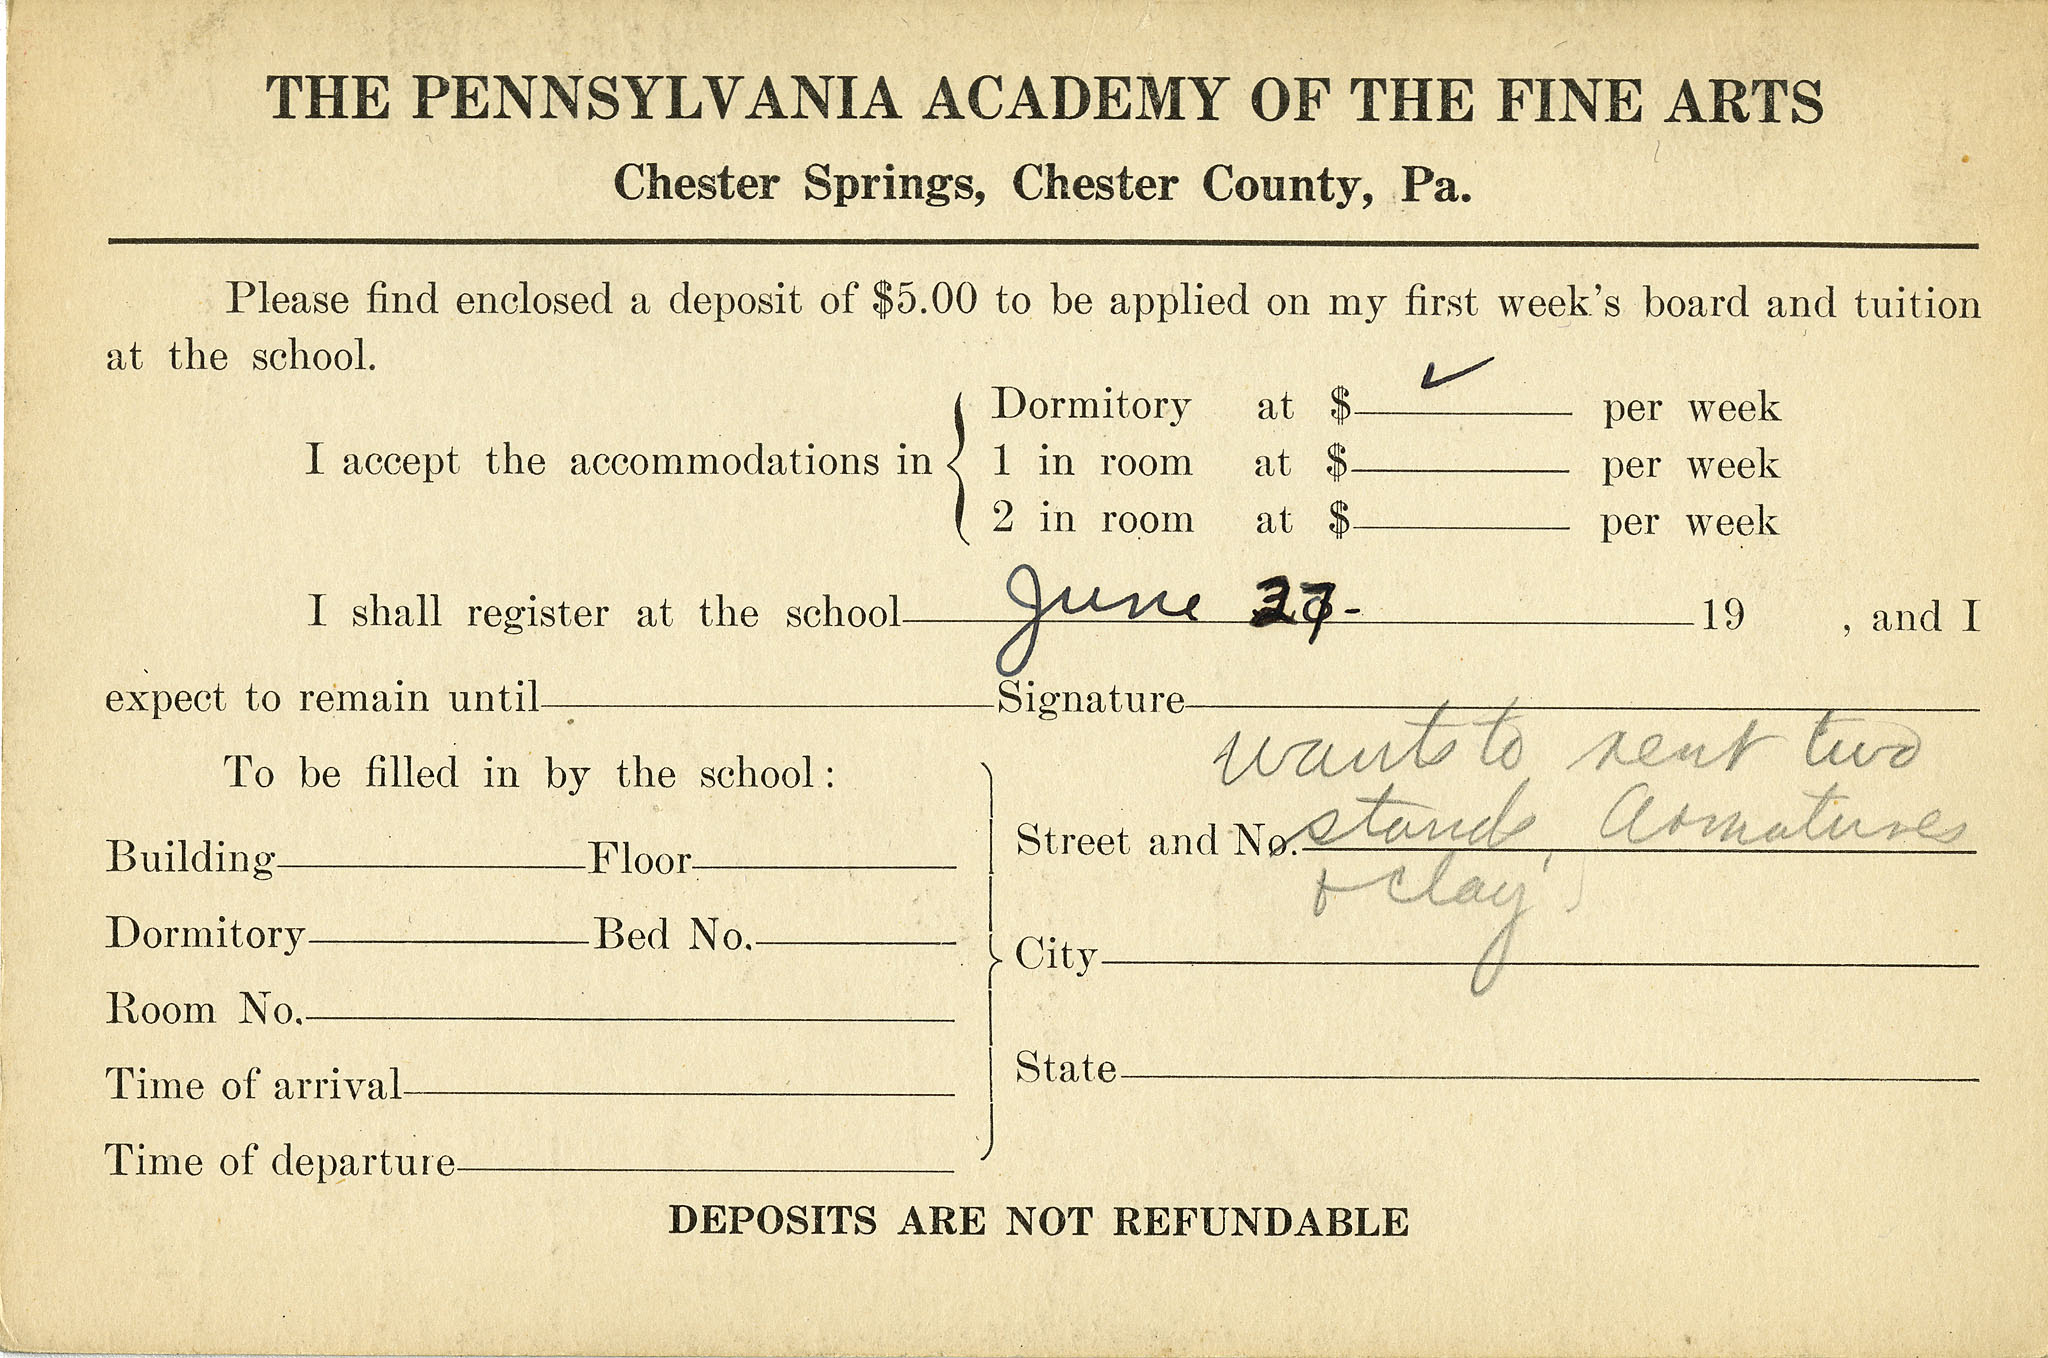 THE PENNSYLVANIA ACADEMY OF THE FINE ARTS
Chester Springs, Chester County, Pa.
Please find enclosed a deposit of $5.00 to be applied on my first week's board and tuition
at the school.
Dormitory at $ ✓ per week
I accept the accommodations in { 1 in room at $ per week
2 in room at $ per week
I shall register at the school June 19 , and I
expect to remain until Signature
wants to rent two
To be filled in by the school:
Street and No. stands, Armatures
Building Floor
& clay
Dormitory Bed No.
City
Room No.
State
Time of arrival
Time of departure
DEPOSITS ARE NOT REFUNDABLE